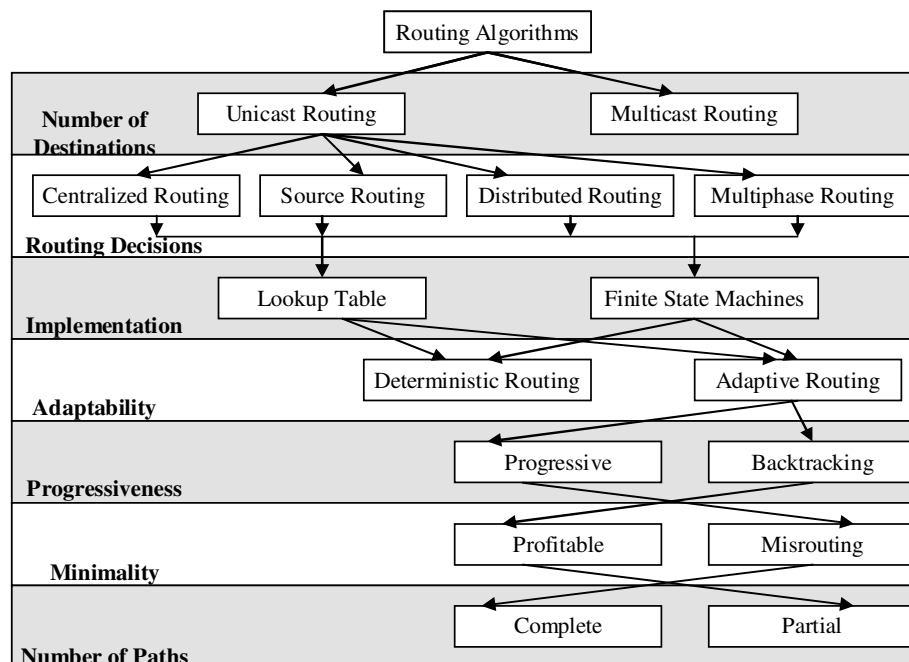 Routing Algorithms
Unicast Routing
Multicast Routing
Number of
Destinations
Centralized Routing
Source Routing
Distributed Routing
Multiphase Routing
Routing Decisions
Lookup Table
Finite State Machines
Implementation
Deterministic Routing
Adaptive Routing
Adaptability
Progressive
Backtracking
Progressiveness
Profitable
Misrouting
Minimality
Complete
Partial
Number of Paths